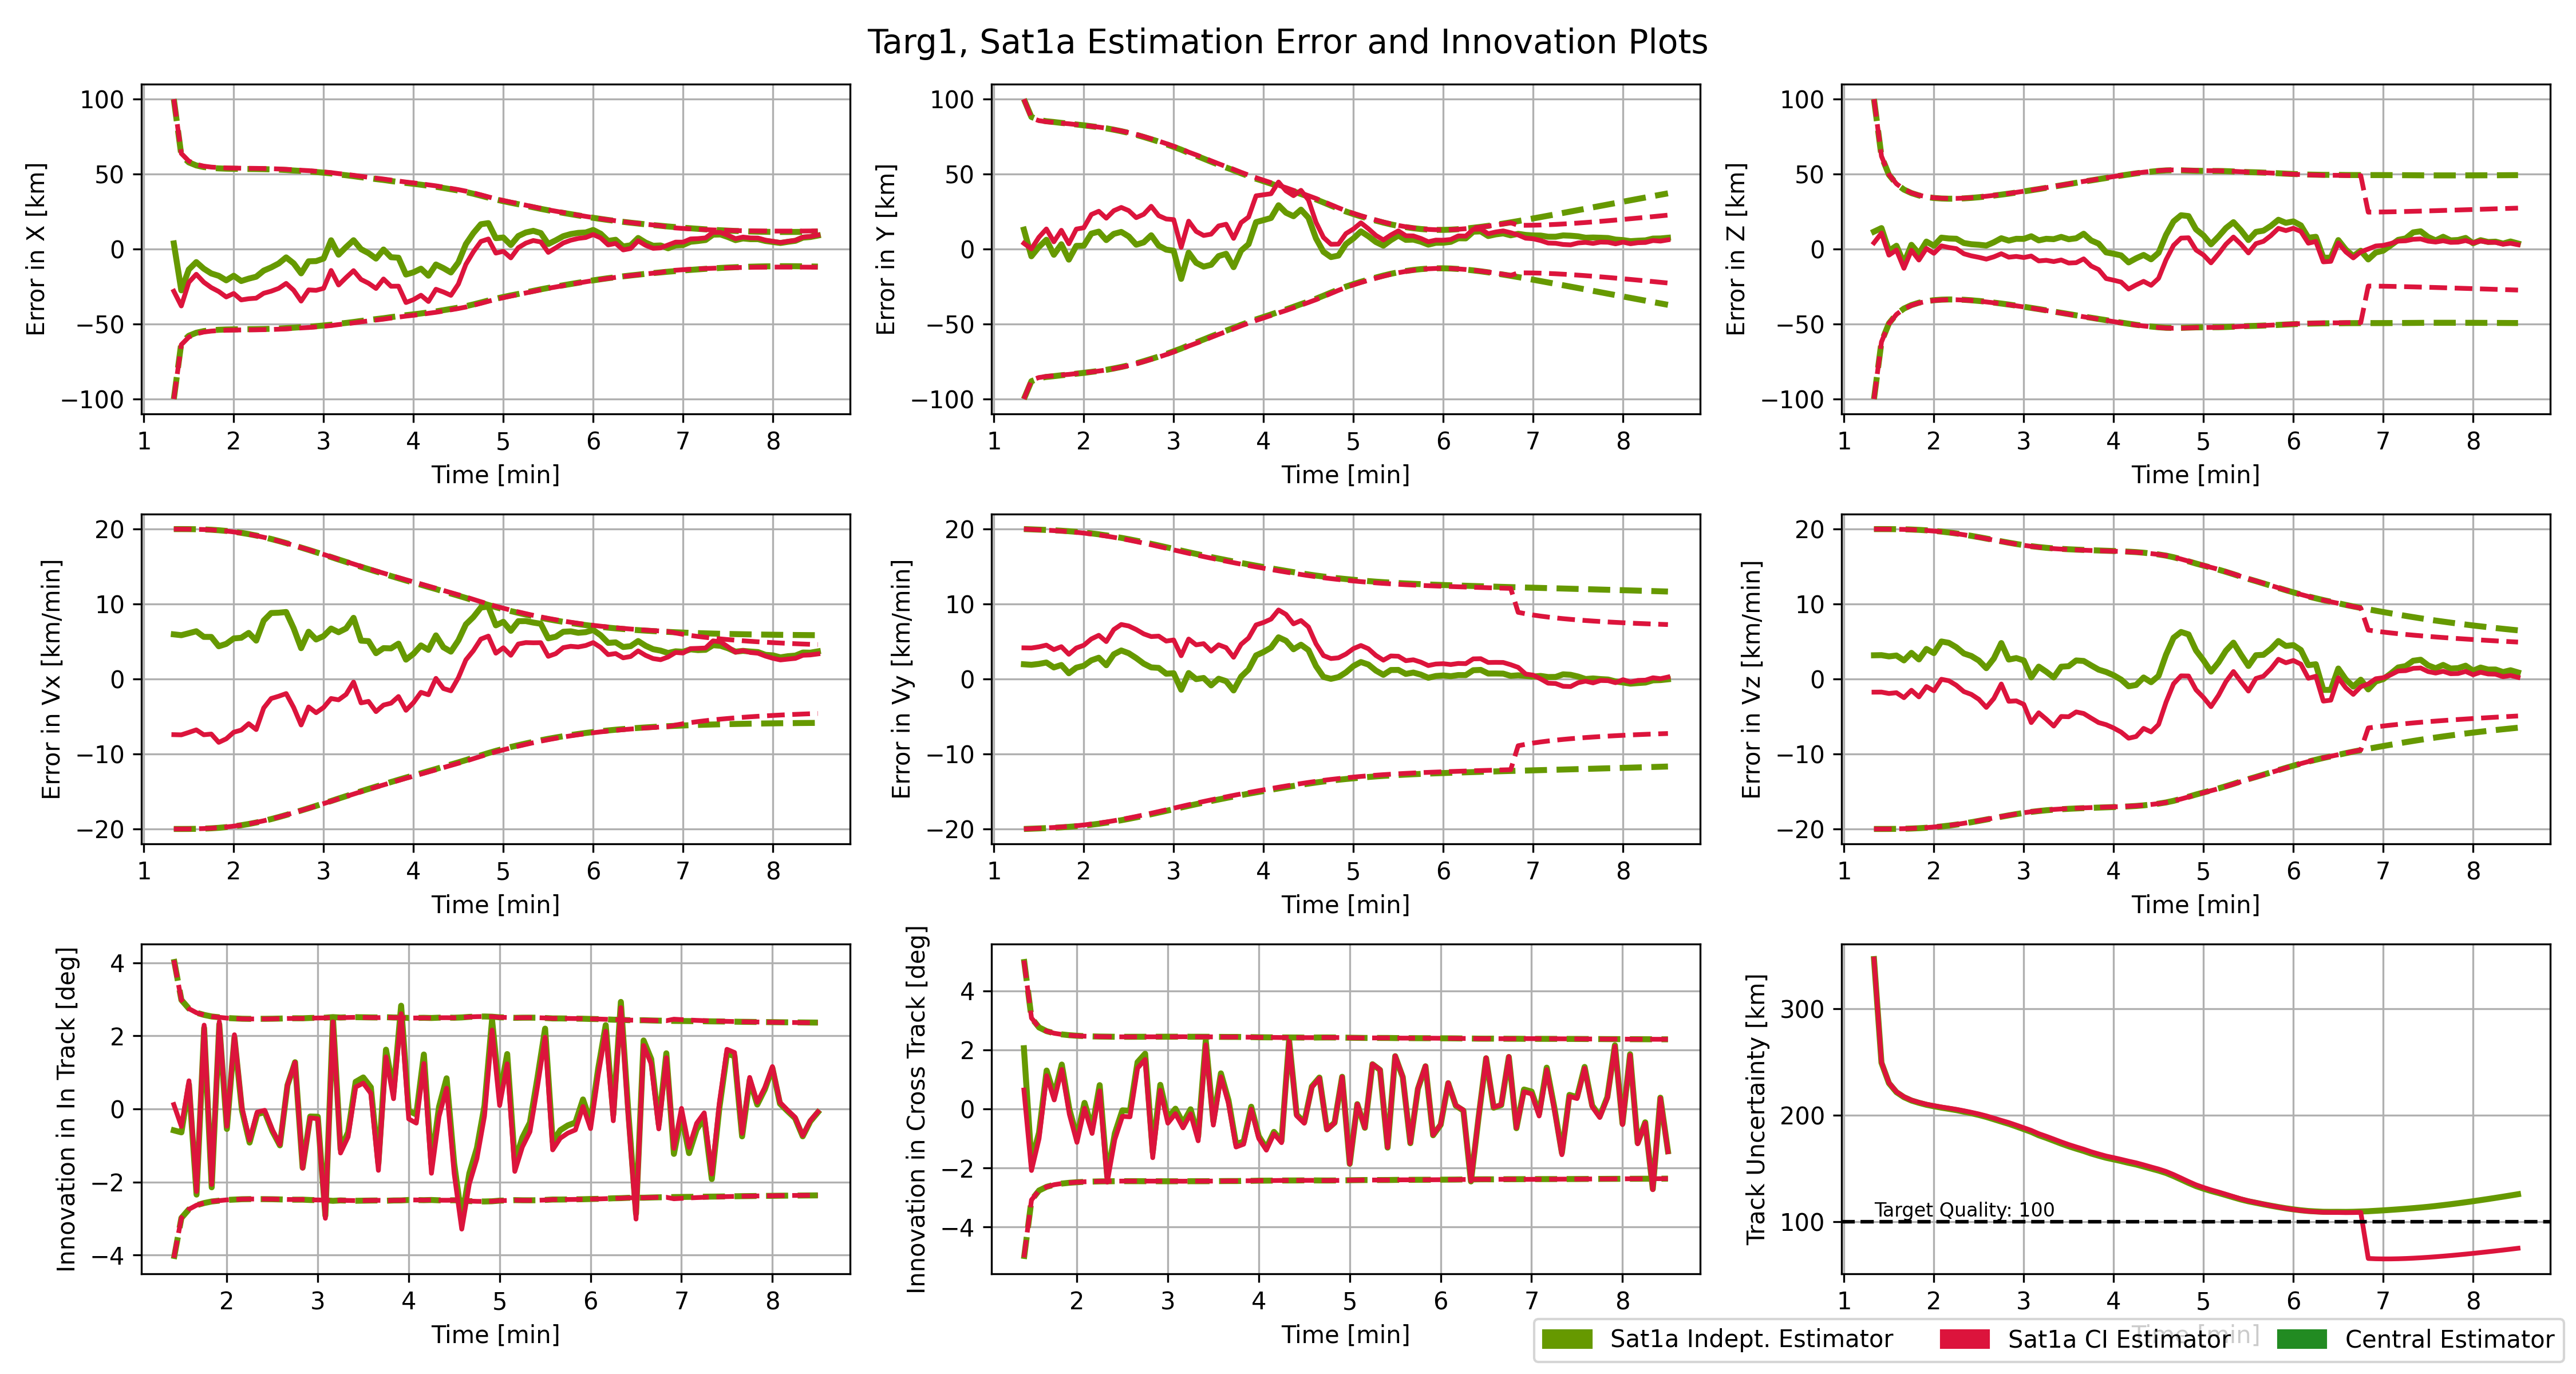 Targ1, Sat1a Estimation Error and Innovation Plots
Error in X [km]
100
50
0
−50
−100
1 2 3 4 5 6 7 8
Time [min]
Error in Y [km]
100
50
0
−50
−100
1 2 3 4 5 6 7 8
Time [min]
Error in Z [km]
100
50
0
−50
−100
1 2 3 4 5 6 7 8
Time [min]
Error in Vx [km/min]
20
10
0
−10
−20
1 2 3 4 5 6 7 8
Time [min]
Error in Vy [km/min]
20
10
0
−10
−20
1 2 3 4 5 6 7 8
Time [min]
Error in Vz [km/min]
20
10
0
−10
−20
1 2 3 4 5 6 7 8
Time [min]
Innovation in In Track [deg]
4
2
0
−2
−4
2 3 4 5 6 7 8
Time [min]
Innovation in Cross Track [deg]
4
2
0
−2
−4
2 3 4 5 6 7 8
Time [min]
Track Uncertainty [km]
300
200
100
Target Quality: 100
1 2 3 4 5 6 7 8
Time [min]
Sat1a Indept. Estimator
Sat1a CI Estimator
Central Estimator